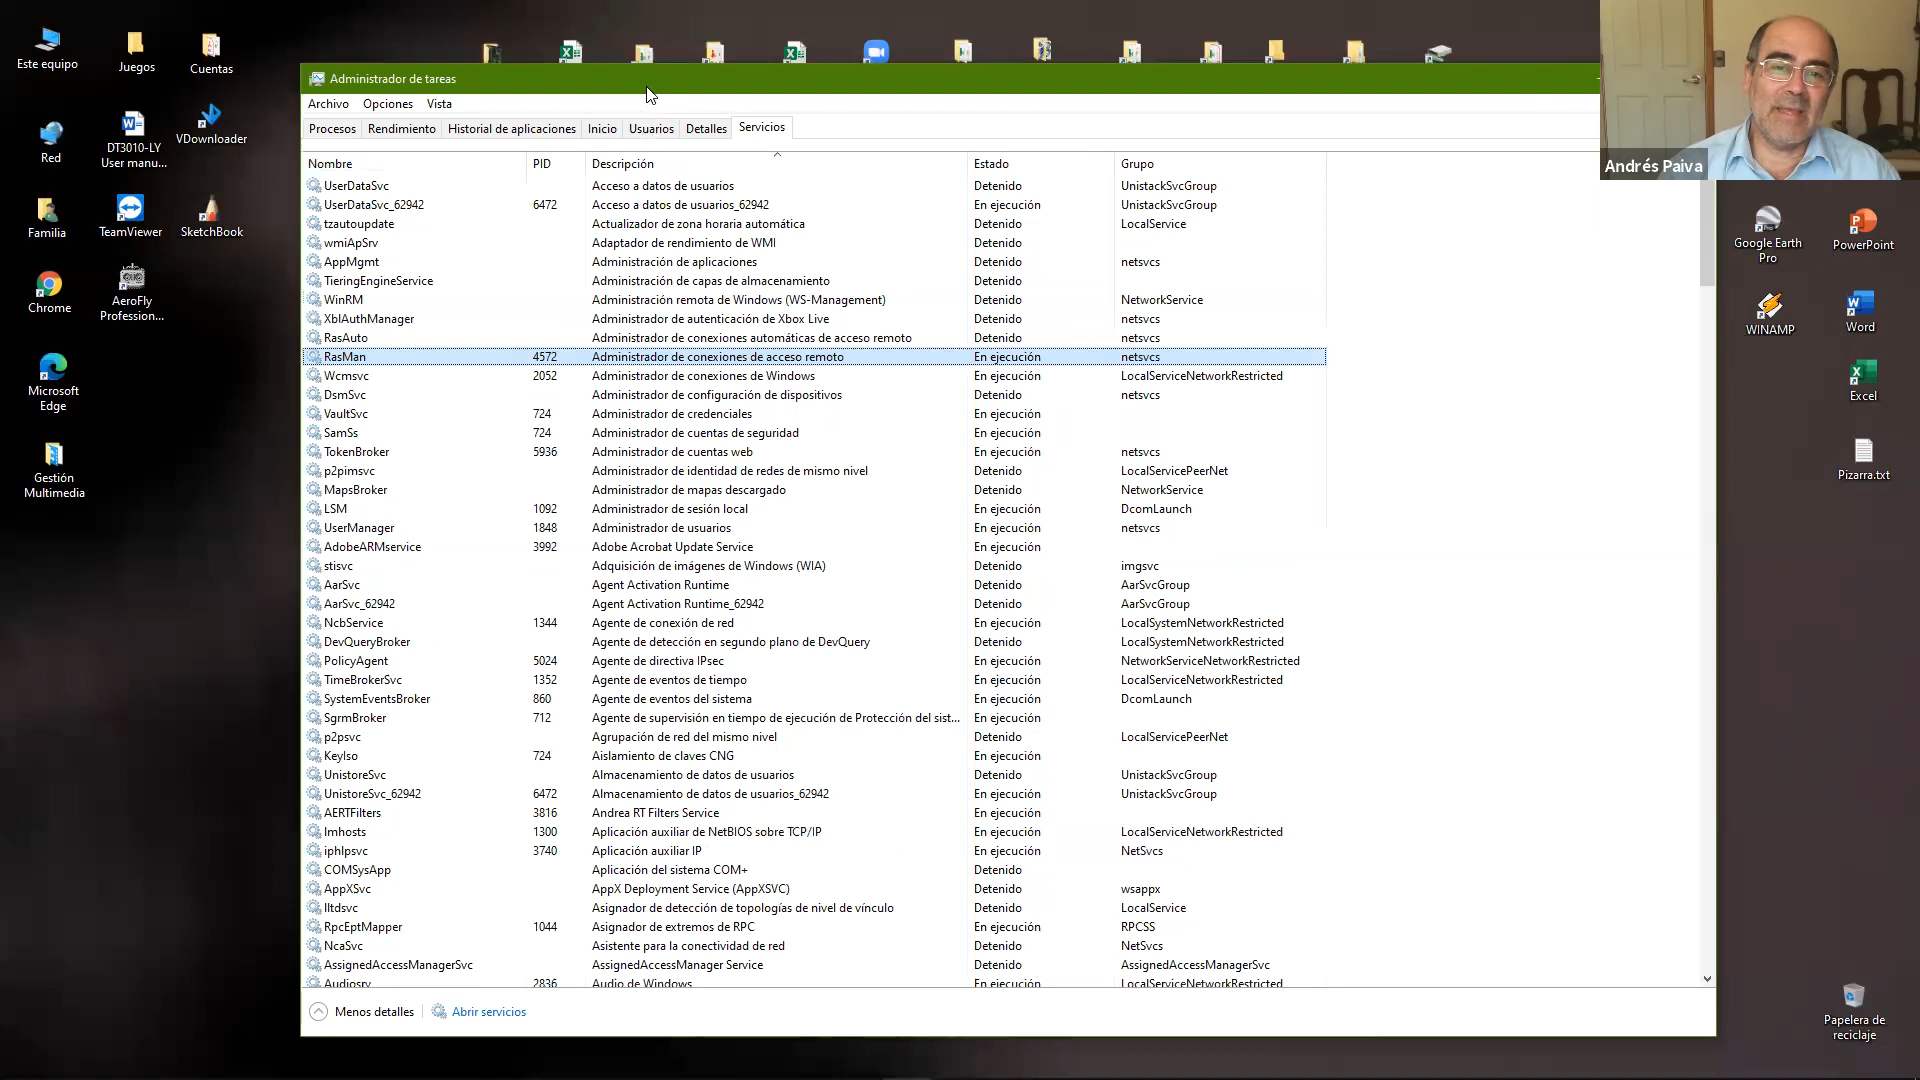 Este equipo
Juegos
Cuentas
Red
DT3010-LY
User manu...
VDownloader
Familia
TeamViewer
SketchBook
Chrome
AeroFly
Profession...
Microsoft
Edge
Gestión
Multimedia
Administrador de tareas
Archivo Opciones Vista
Procesos Rendimiento Historial de aplicaciones Inicio Usuarios Detalles Servicios
Nombre PID Descripción Estado Grupo
UserDataSvc Acceso a datos de usuarios Detenido UnistackSvcGroup
UserDataSvc_62942 6472 Acceso a datos de usuarios_62942 En ejecución UnistackSvcGroup
tzautoupdate Actualizador de zona horaria automática Detenido LocalService
wmiApSrv Adaptador de rendimiento de WMI Detenido
AppMgmt Administración de aplicaciones Detenido netsvcs
TieringEngineService Administración de capas de almacenamiento Detenido
WinRM Administración remota de Windows (WS-Management) Detenido NetworkService
XblAuthManager Administrador de autenticación de Xbox Live Detenido netsvcs
RasAuto Administrador de conexiones automáticas de acceso remoto Detenido netsvcs
RasMan 4572 Administrador de conexiones de acceso remoto En ejecución netsvcs
Wcmsvc 2052 Administrador de conexiones de Windows En ejecución LocalServiceNetworkRestricted
DsmSvc Administrador de configuración de dispositivos Detenido netsvcs
VaultSvc 724 Administrador de credenciales En ejecución
SamSs 724 Administrador de cuentas de seguridad En ejecución
TokenBroker 5936 Administrador de cuentas web En ejecución netsvcs
p2pimsvc Administrador de identidad de redes de mismo nivel Detenido LocalServicePeerNet
MapsBroker Administrador de mapas descargado Detenido NetworkService
LSM 1092 Administrador de sesión local En ejecución DcomLaunch
UserManager 1848 Administrador de usuarios En ejecución netsvcs
AdobeARMservice 3992 Adobe Acrobat Update Service En ejecución
stisvc Adquisición de imágenes de Windows (WIA) Detenido imgsvc
AarSvc Agent Activation Runtime Detenido AarSvcGroup
AarSvc_62942 Agent Activation Runtime_62942 Detenido AarSvcGroup
NcbService 1344 Agente de conexión de red En ejecución LocalSystemNetworkRestricted
DevQueryBroker Agente de detección en segundo plano de DevQuery Detenido LocalSystemNetworkRestricted
PolicyAgent 5024 Agente de directiva IPsec En ejecución NetworkServiceNetworkRestricted
TimeBrokerSvc 1352 Agente de eventos de tiempo En ejecución LocalServiceNetworkRestricted
SystemEventsBroker 860 Agente de eventos del sistema En ejecución DcomLaunch
SgrmBroker 712 Agente de supervisión en tiempo de ejecución de Protección del sist... En ejecución
p2psvc Agrupación de red del mismo nivel Detenido LocalServicePeerNet
KeyIso 724 Aislamiento de claves CNG En ejecución
UnistoreSvc Almacenamiento de datos de usuarios Detenido UnistackSvcGroup
UnistoreSvc_62942 6472 Almacenamiento de datos de usuarios_62942 En ejecución UnistackSvcGroup
AERTFilters 3816 Andrea RT Filters Service En ejecución
lmhosts 1300 Aplicación auxiliar de NetBIOS sobre TCP/IP En ejecución LocalServiceNetworkRestricted
iphlpsvc 3740 Aplicación auxiliar IP En ejecución NetSvcs
COMSysApp Aplicación del sistema COM+ Detenido
AppXSvc AppX Deployment Service (AppXSVC) Detenido wsappx
lltdsvc Asignador de detección de topologías de nivel de vínculo Detenido LocalService
RpcEptMapper 1044 Asignador de extremos de RPC En ejecución RPCSS
NcaSvc Asistente para la conectividad de red Detenido NetSvcs
AssignedAccessManagerSvc AssignedAccessManager Service Detenido AssignedAccessManagerSvc
Audiosrv 2836 Audio de Windows En ejecución LocalServiceNetworkRestricted
Menos detalles Abrir servicios
Andrés Paiva
Google Earth
Pro
PowerPoint
WINAMP
Word
Excel
Pizarra.txt
Papelera de
reciclaje